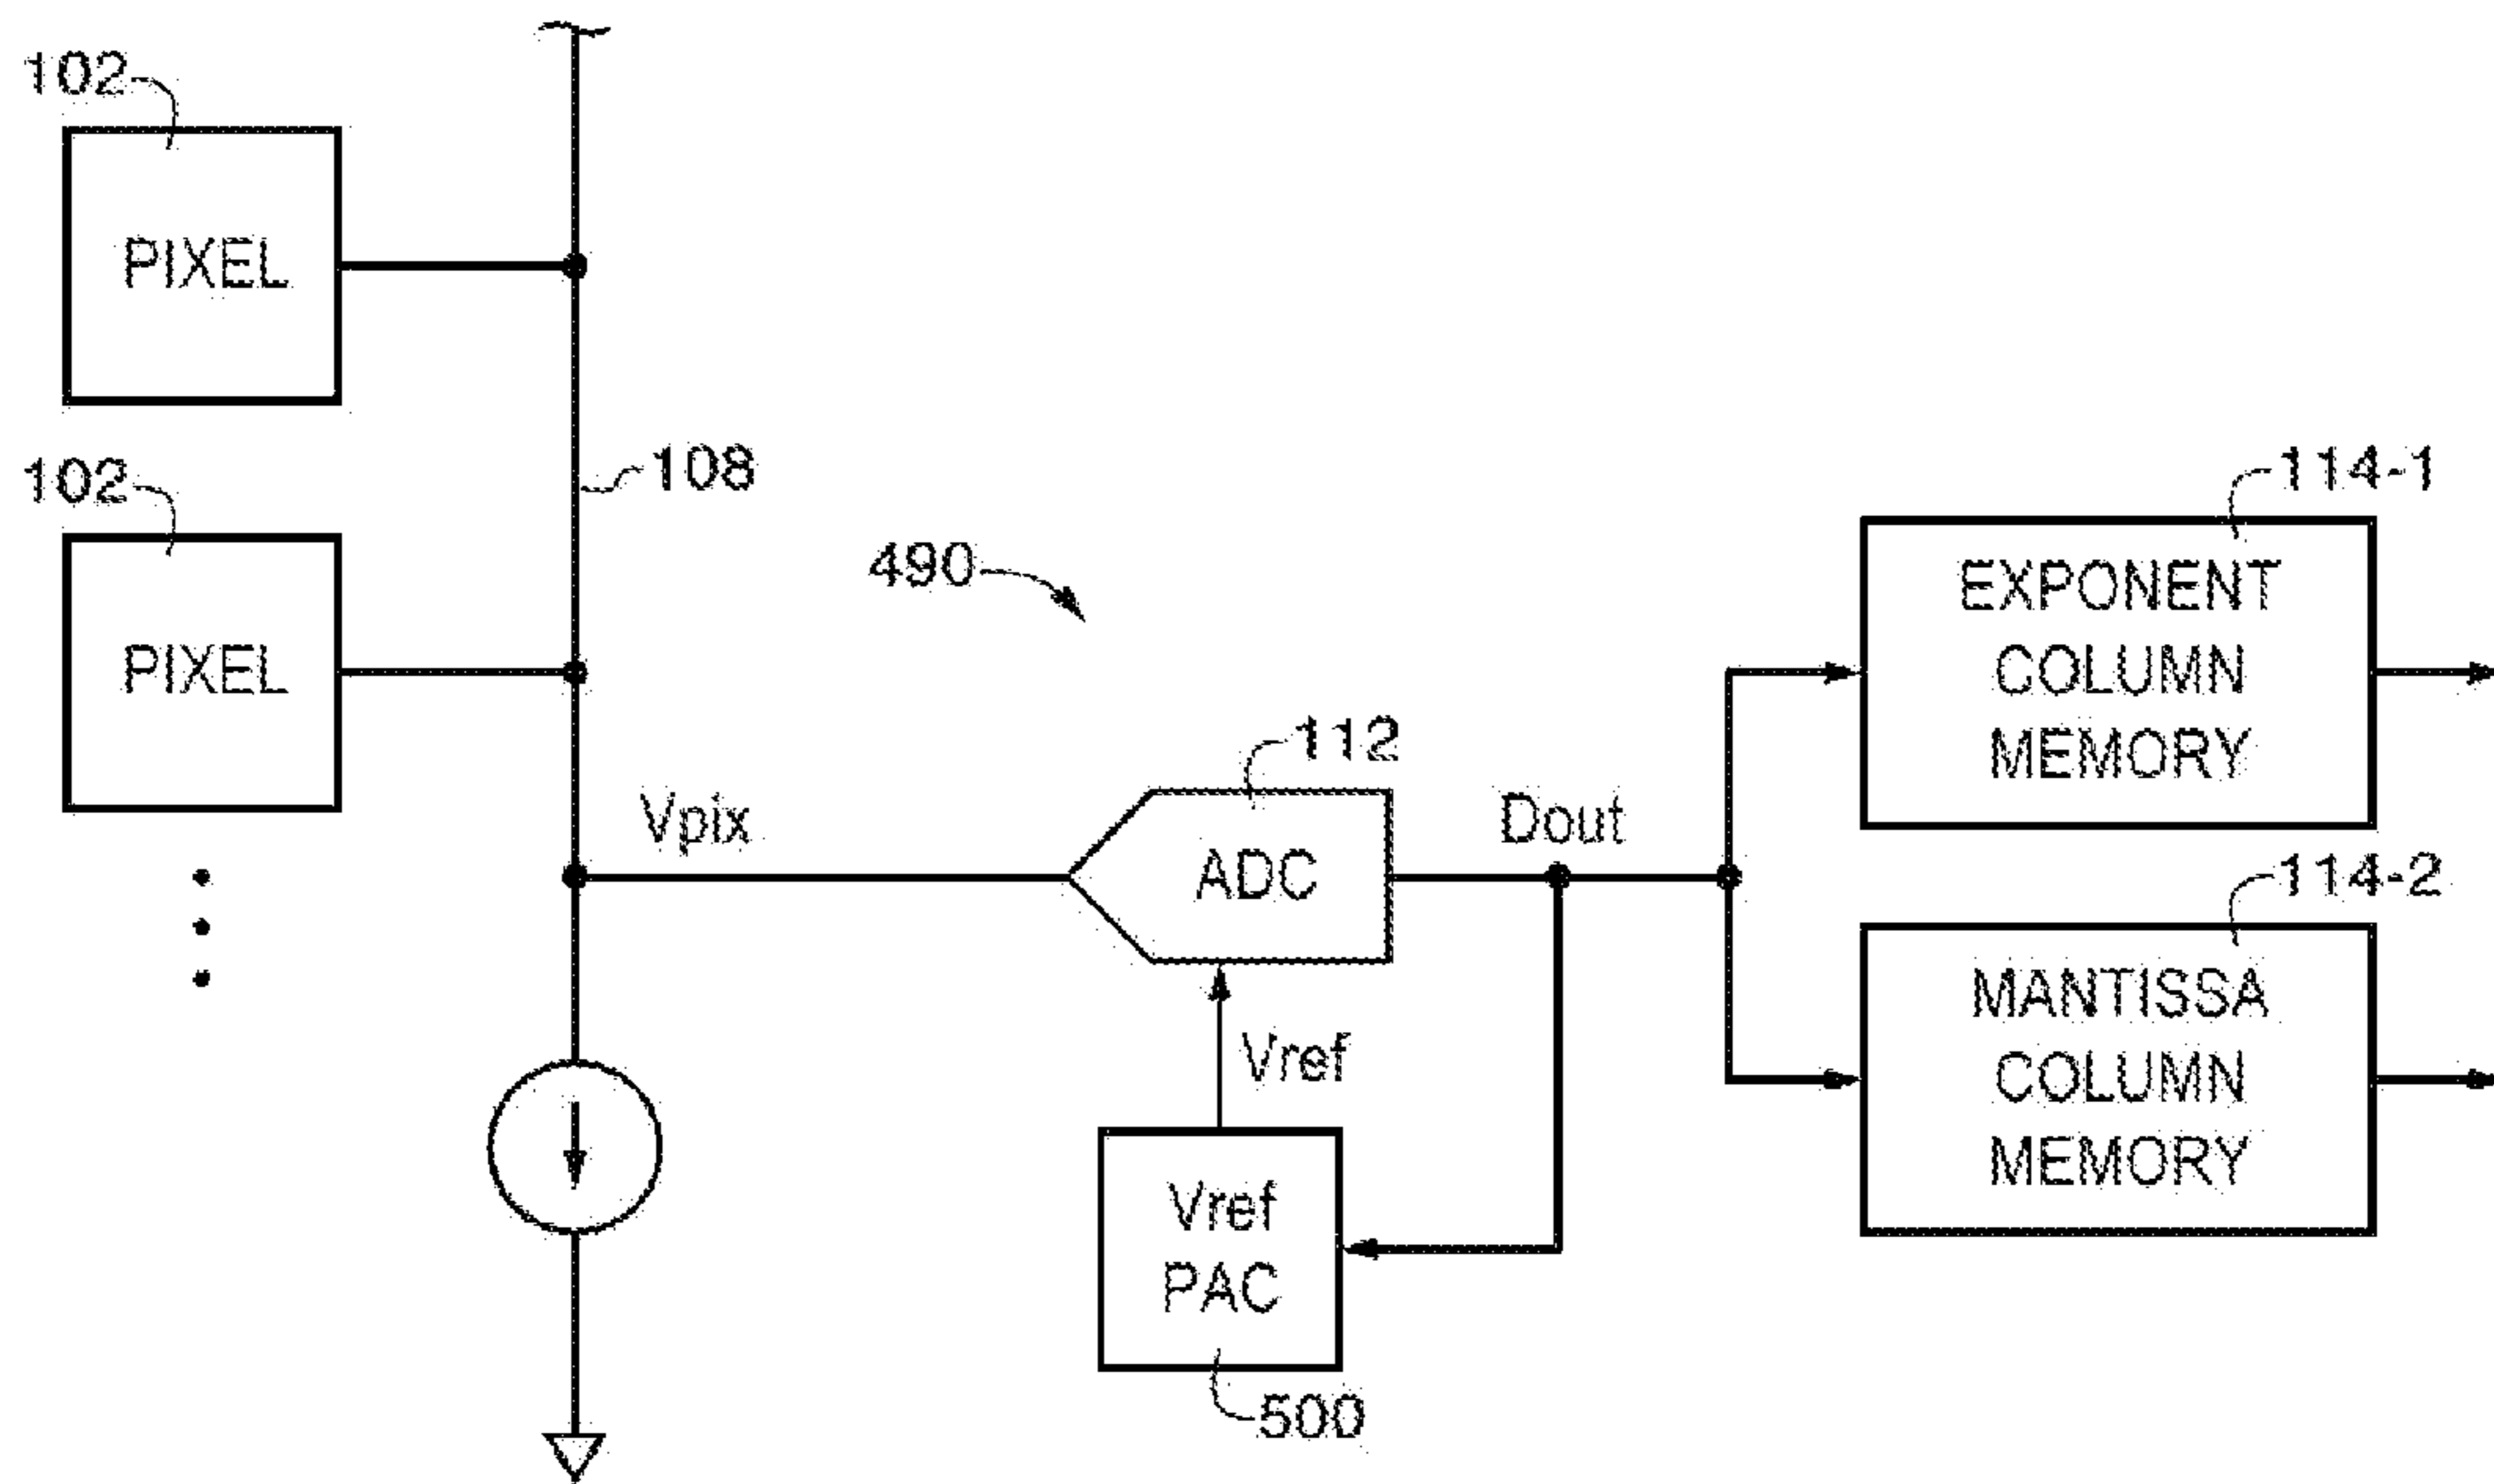 102
PIXEL
102
PIXEL
108
490
Vpix
112
ADC
Dout
Vref
Vref
PAC
500
114-1
EXPONENT
COLUMN
MEMORY
114-2
MANTISSA
COLUMN
MEMORY